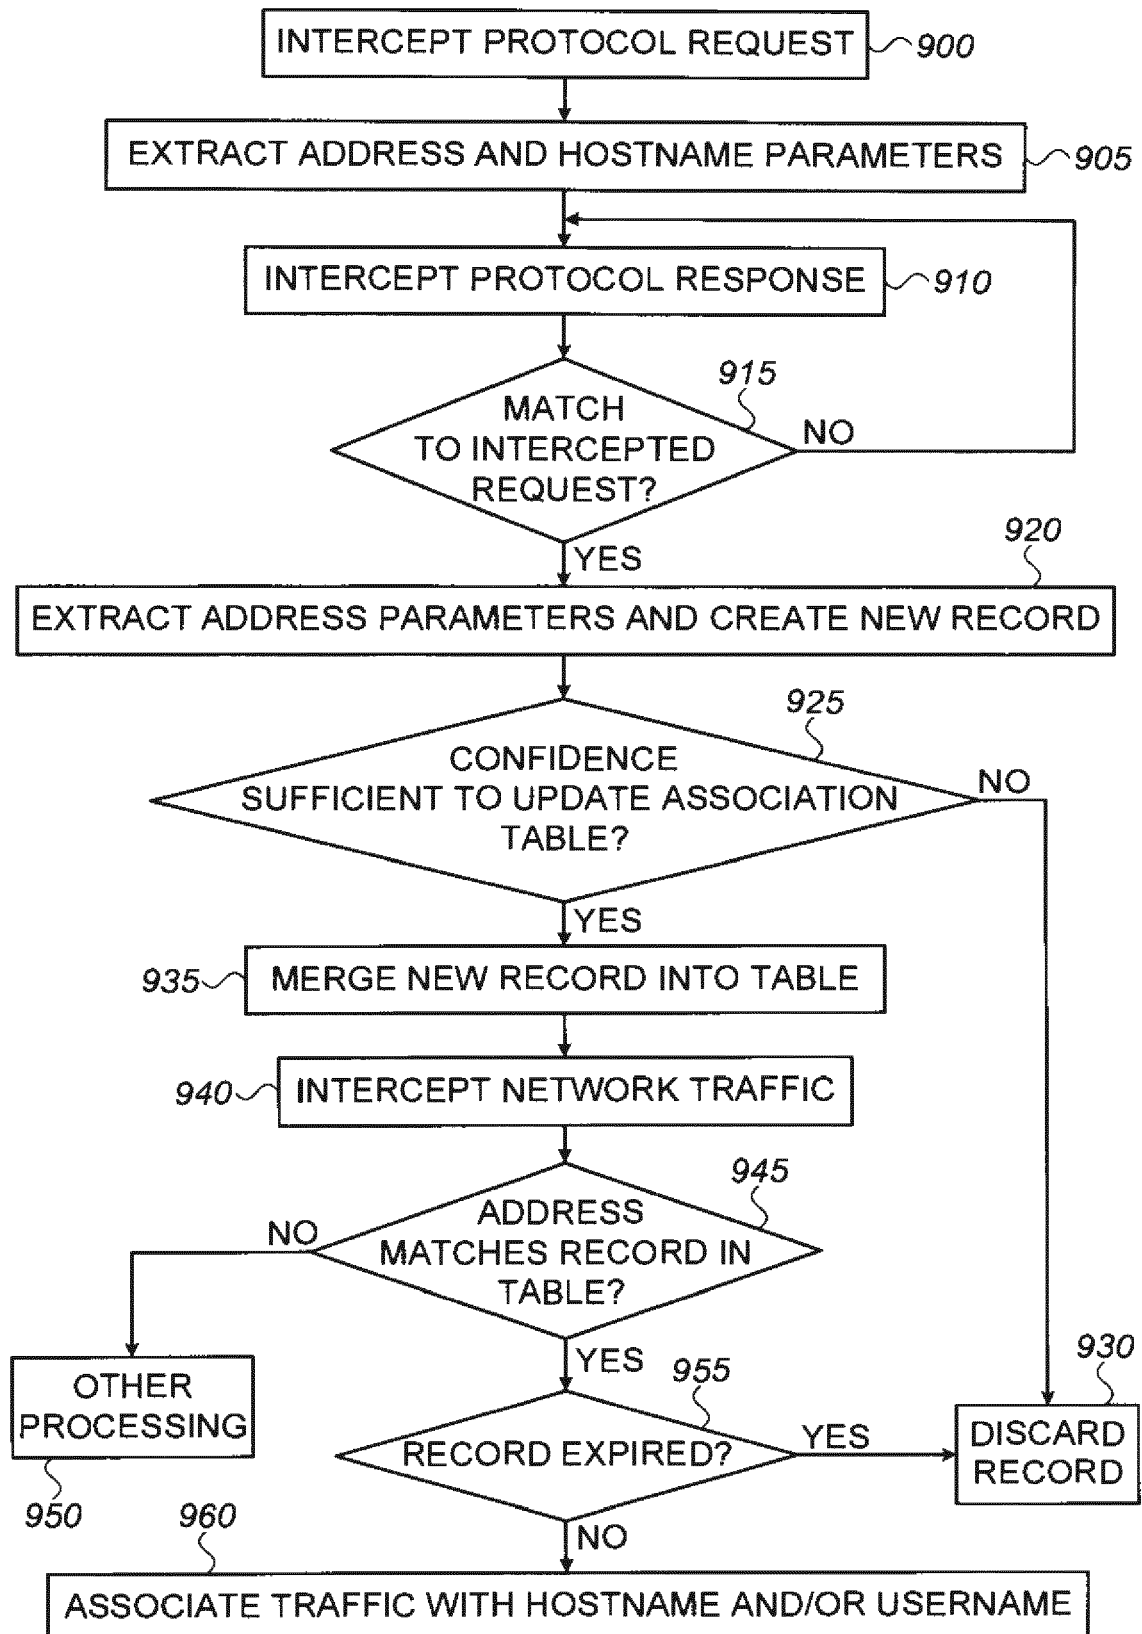 INTERCEPT PROTOCOL REQUEST
900
EXTRACT ADDRESS AND HOSTNAME PARAMETERS
905
INTERCEPT PROTOCOL RESPONSE
910
915
MATCH
TO INTERCEPTED
REQUEST?
NO
YES
920
EXTRACT ADDRESS PARAMETERS AND CREATE NEW RECORD
925
CONFIDENCE
SUFFICIENT TO UPDATE ASSOCIATION
TABLE?
NO
YES
935
MERGE NEW RECORD INTO TABLE
940
INTERCEPT NETWORK TRAFFIC
945
ADDRESS
MATCHES RECORD IN
TABLE?
NO
YES
OTHER
PROCESSING
950
955
RECORD EXPIRED?
YES
930
DISCARD
RECORD
NO
960
ASSOCIATE TRAFFIC WITH HOSTNAME AND/OR USERNAME